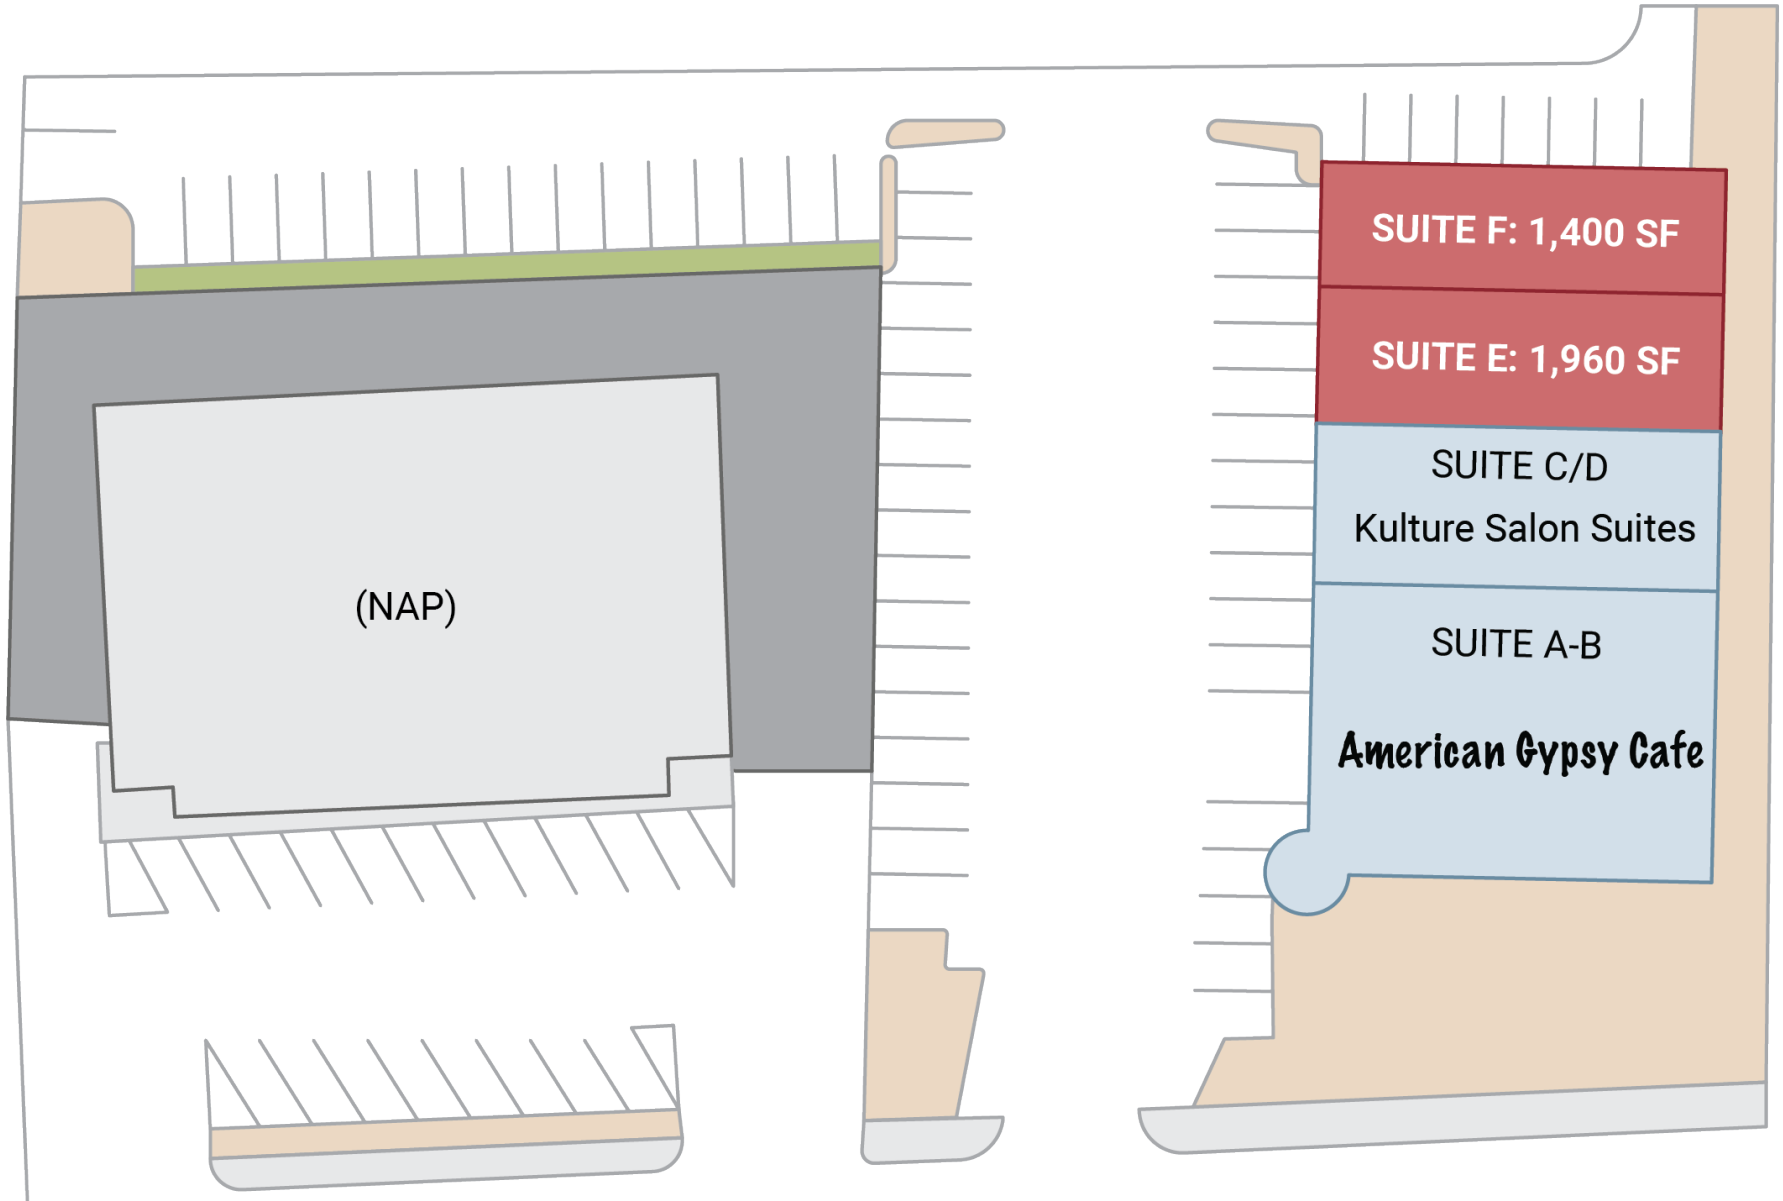 SUITE F: 1,400 SF
SUITE E: 1,960 SF
SUITE C/D
Kulture Salon Suites
(NAP)
SUITE A-B
American Gypsy Cafe